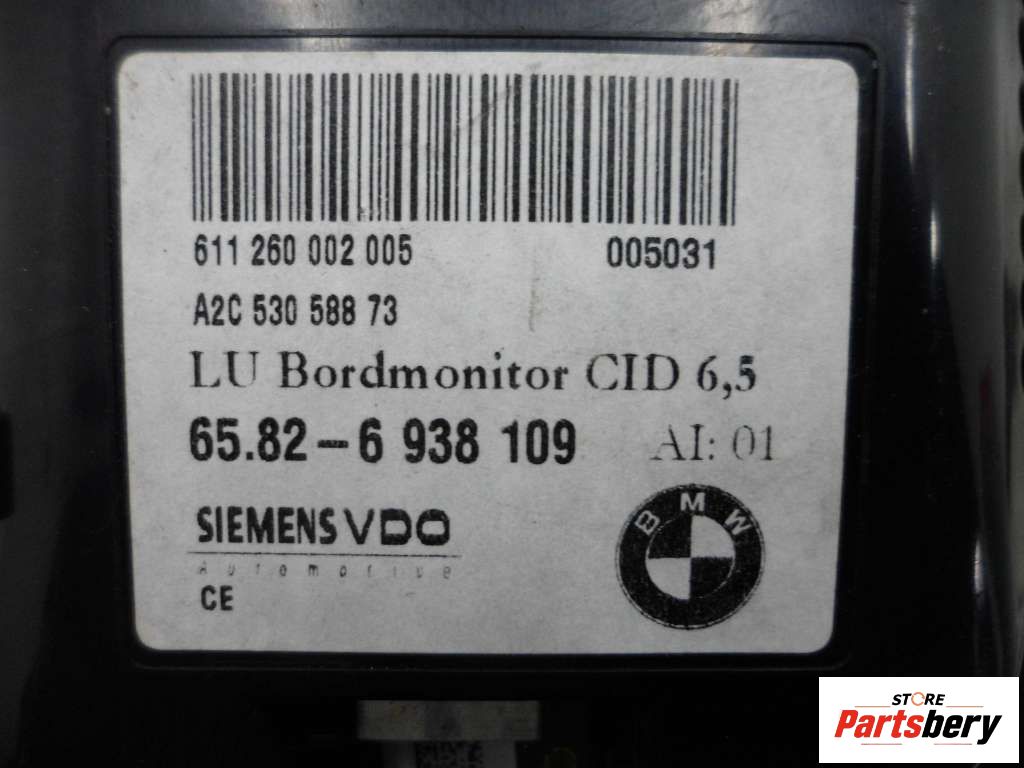 611 260 002 005 005031
A2C 530 588 73
LU Bordmonitor CID 6,5
65.82-6 938 109 AI: 01
SIEMENS VDO
Automotive
CE
BMW
STORE
Partsbery